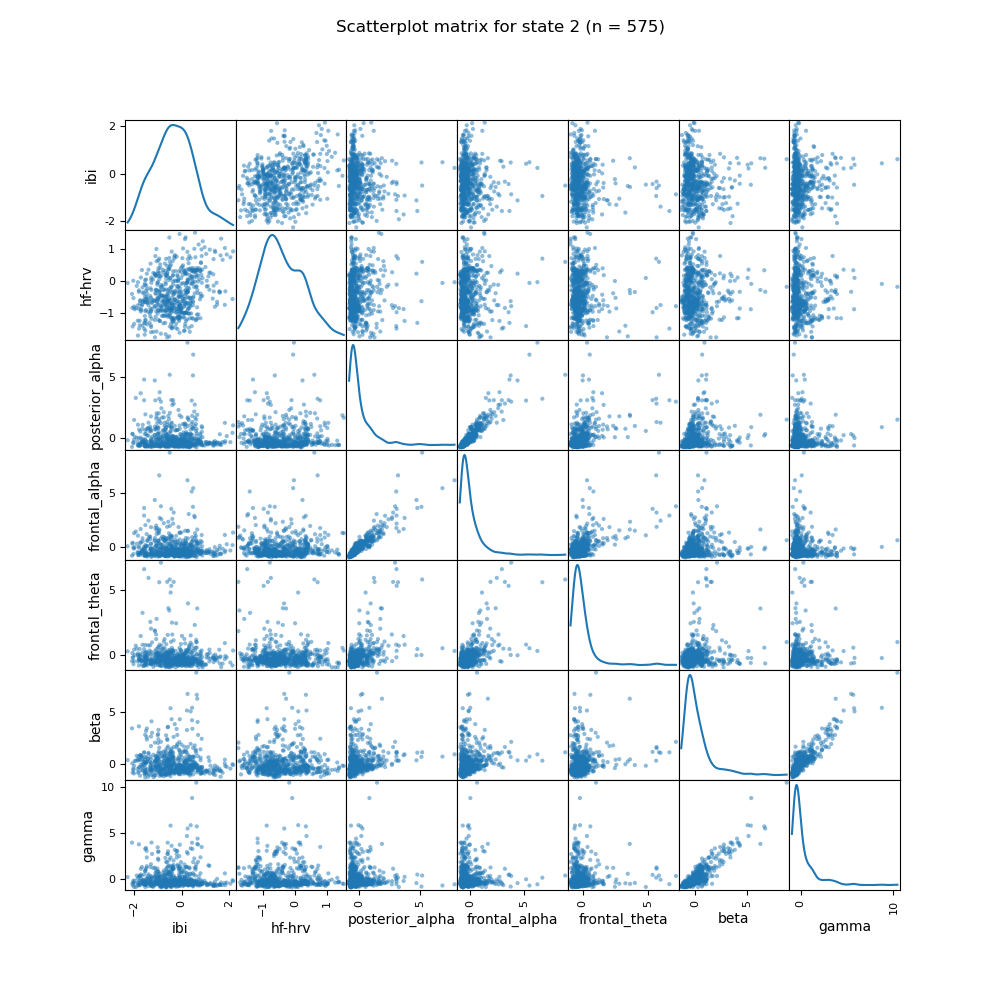 Scatterplot matrix for state 2 (n = 575)
ibi
2
0
-2
hf-hrv
1
0
−1
posterior_alpha
5
0
frontal_alpha
5
0
frontal_theta
5
0
beta
5
0
gamma
10
5
0
−2 0 2
−1 0 1
0 5
0 5
0 5
0 5
0 10
ibi hf-hrv posterior_alpha frontal_alpha frontal_theta beta gamma